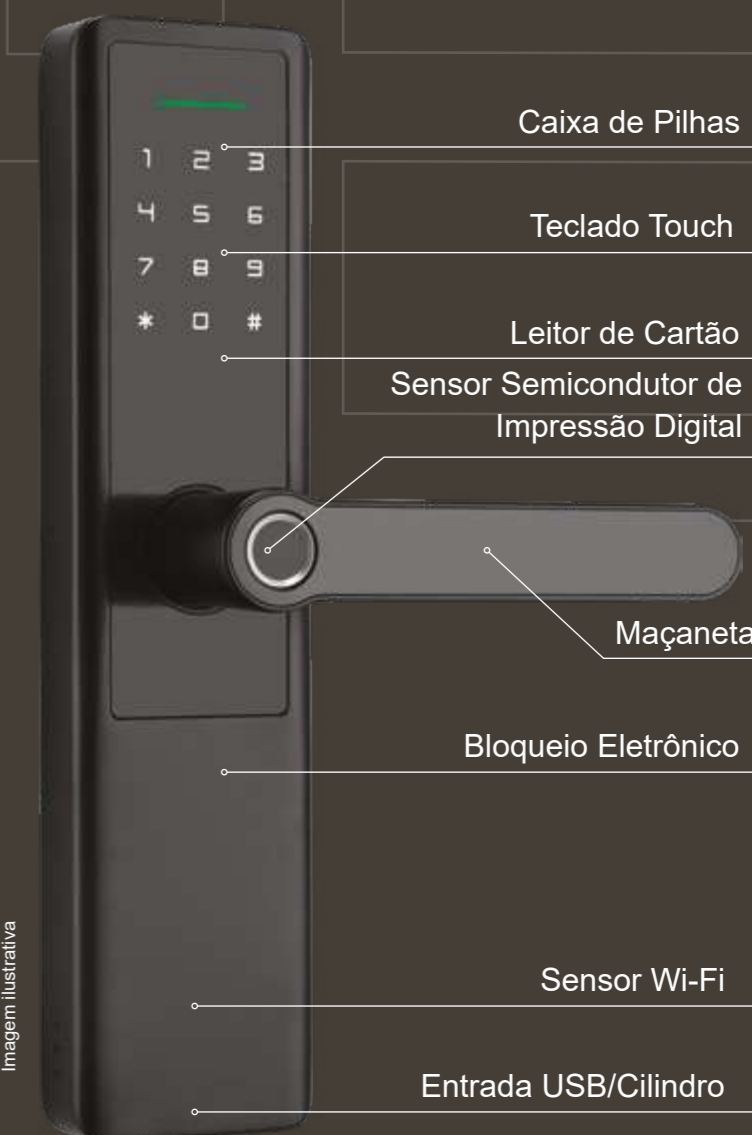 Caixa de Pilhas
1 2 3
4 5 6
Teclado Touch
7 8 9
* 0 #
Leitor de Cartão
Sensor Semicondutor de
Impressão Digital
Maçaneta
Bloqueio Eletrônico
Imagem ilustrativa
Sensor Wi-Fi
Entrada USB/Cilindro